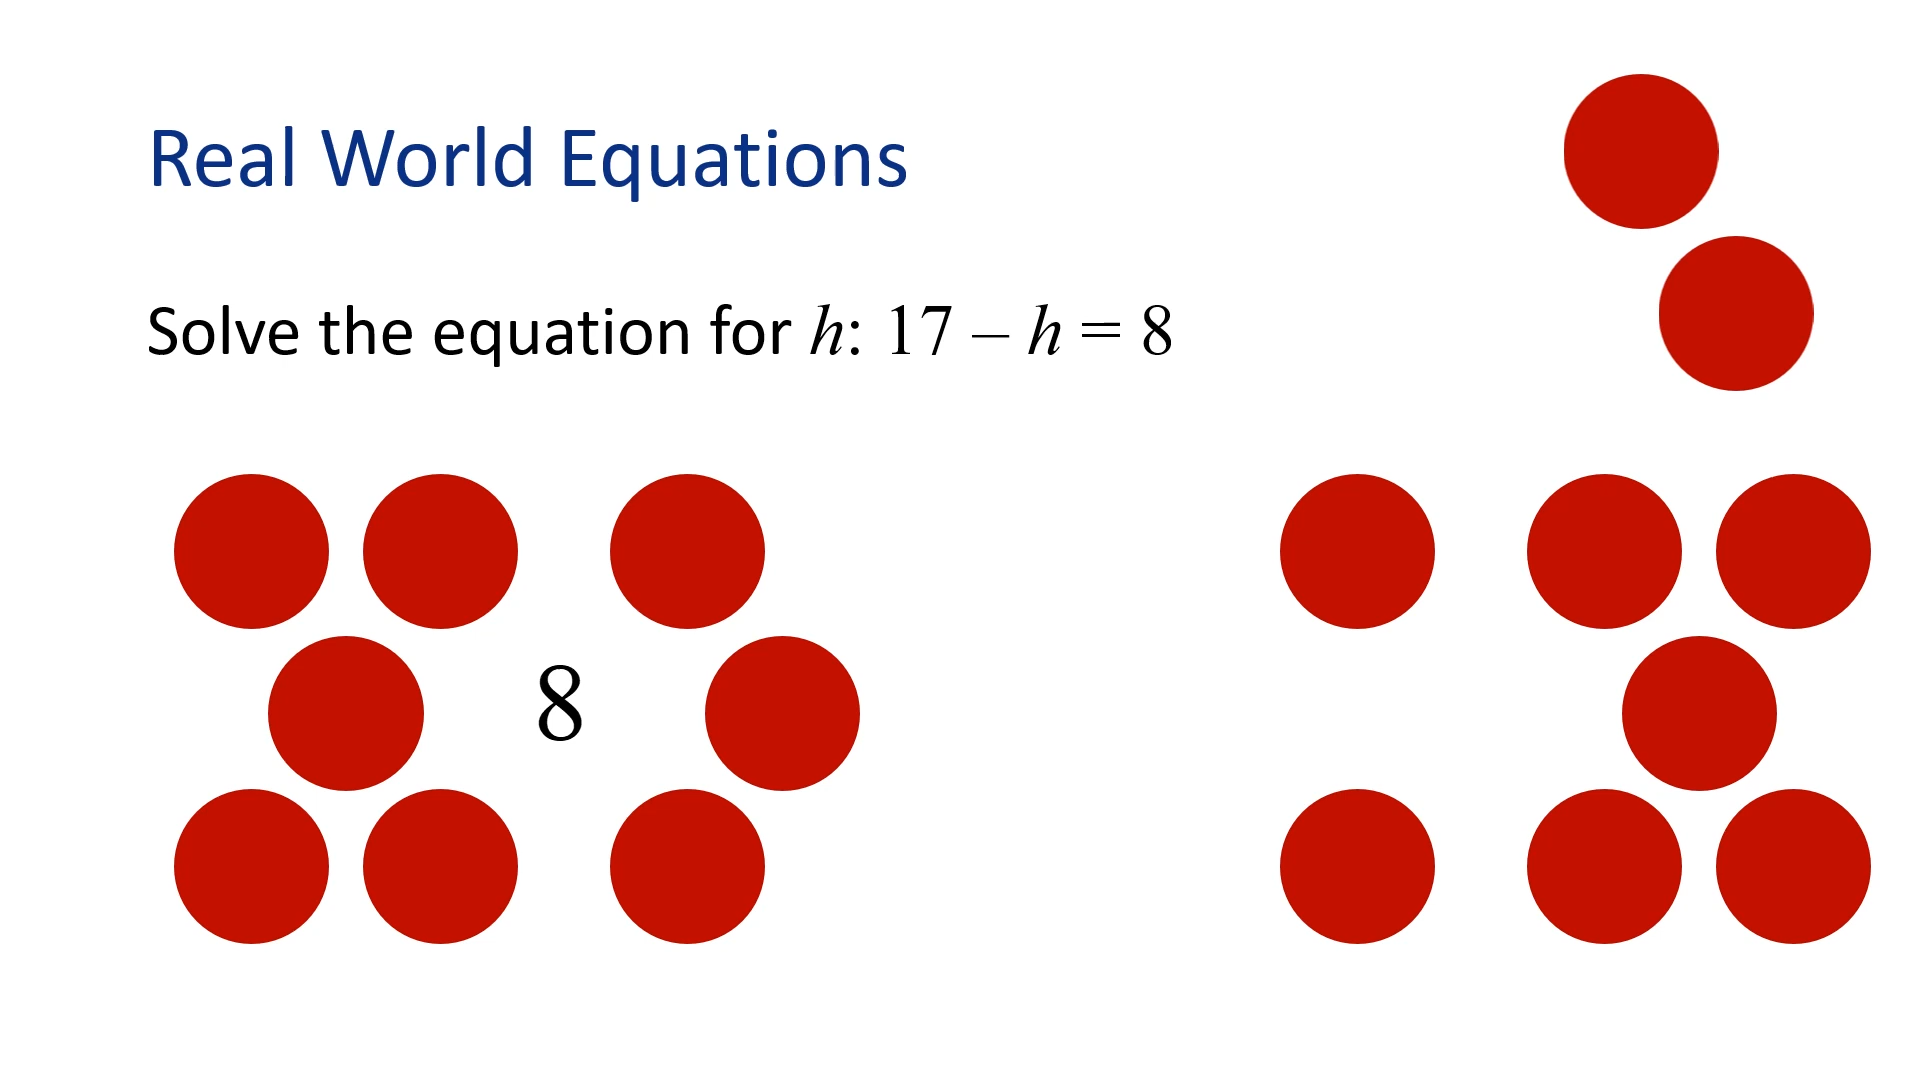 Real World Equations
Solve the equation for h: 17 – h = 8
8